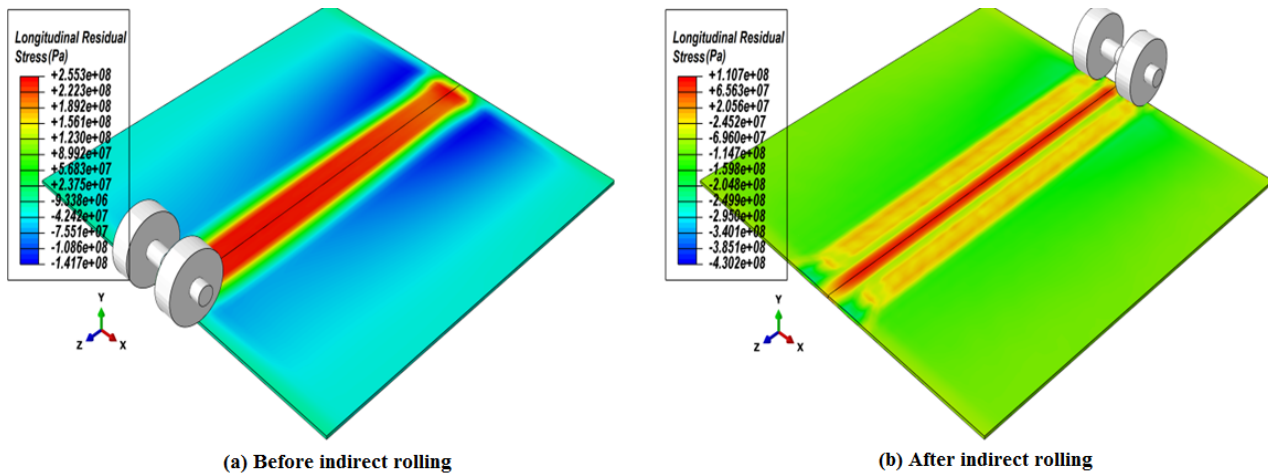 Longitudinal Residual
Stress(Pa)
+2.553e+08
+2.223e+08
+1.892e+08
+1.561e+08
+1.230e+08
+8.992e+07
+5.683e+07
+2.375e+07
-9.338e+06
-4.242e+07
-7.551e+07
-1.086e+08
-1.417e+08
Y
Z
X
(a) Before indirect rolling
Longitudinal Residual
Stress (Pa)
+1.107e+08
+6.563e+07
+2.056e+07
-2.452e+07
-6.960e+07
-1.147e+08
-1.598e+08
-2.048e+08
-2.499e+08
-2.950e+08
-3.401e+08
-3.851e+08
-4.302e+08
Y
Z
X
(b) After indirect rolling